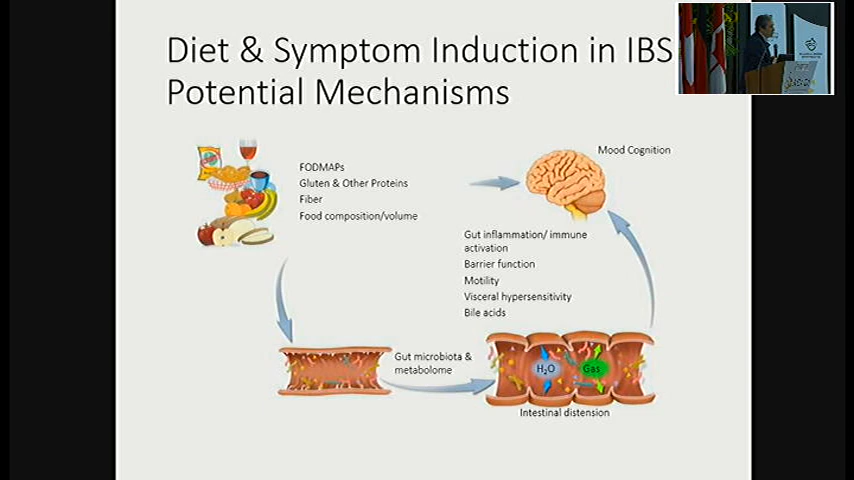 Diet & Symptom Induction in IBS
Potential Mechanisms
FODMAPs
Gluten & Other Proteins
Fiber
Food composition/volume
Mood Cognition
Gut inflammation/ immune
activation
Barrier function
Motility
Visceral hypersensitivity
Bile acids
Gut microbiota &
metabolome
H₂O
Gas
Intestinal distension